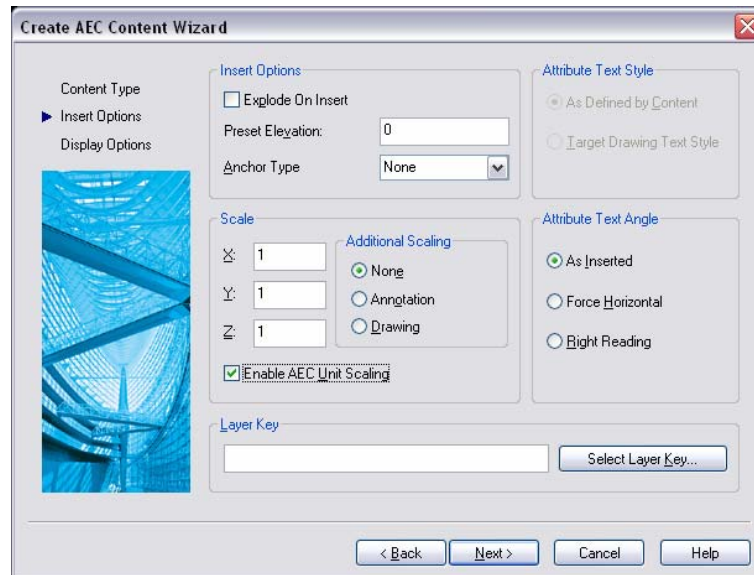 Create AEC Content Wizard
Content Type
Insert Options
Display Options
Insert Options
Explode On Insert
Preset Elevation: 0
Anchor Type None
Attribute Text Style
As Defined by Content
Target Drawing Text Style
Scale
X: 1
Y: 1
Z: 1
Additional Scaling
None
Annotation
Drawing
Enable AEC Unit Scaling
Attribute Text Angle
As Inserted
Force Horizontal
Right Reading
Layer Key
Select Layer Key...
< Back Next > Cancel Help